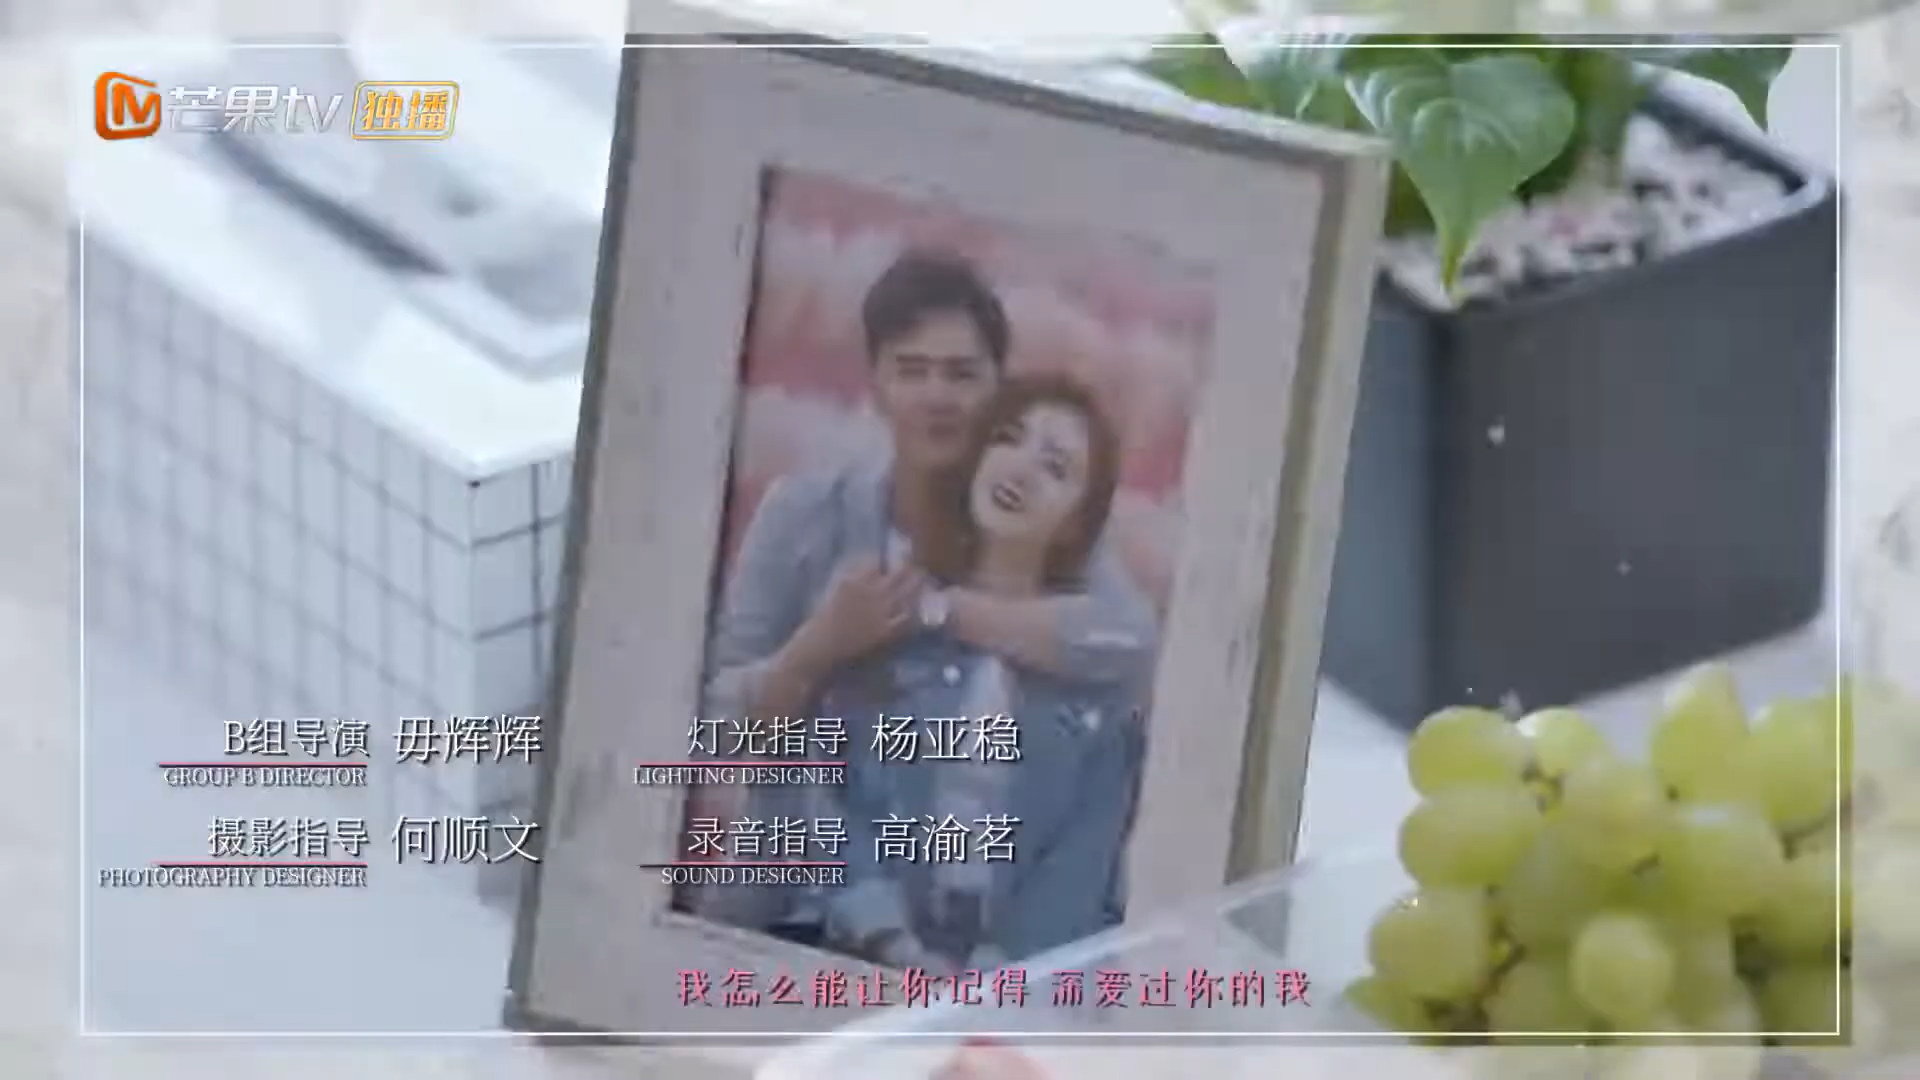 芒果tv 独播
B组导演 毋辉辉
GROUP B DIRECTOR
灯光指导 杨亚稳
LIGHTING DESIGNER
摄影指导 何顺文
PHOTOGRAPHY DESIGNER
录音指导 高渝茗
SOUND DESIGNER
我怎么能让你记得 深爱过你的我